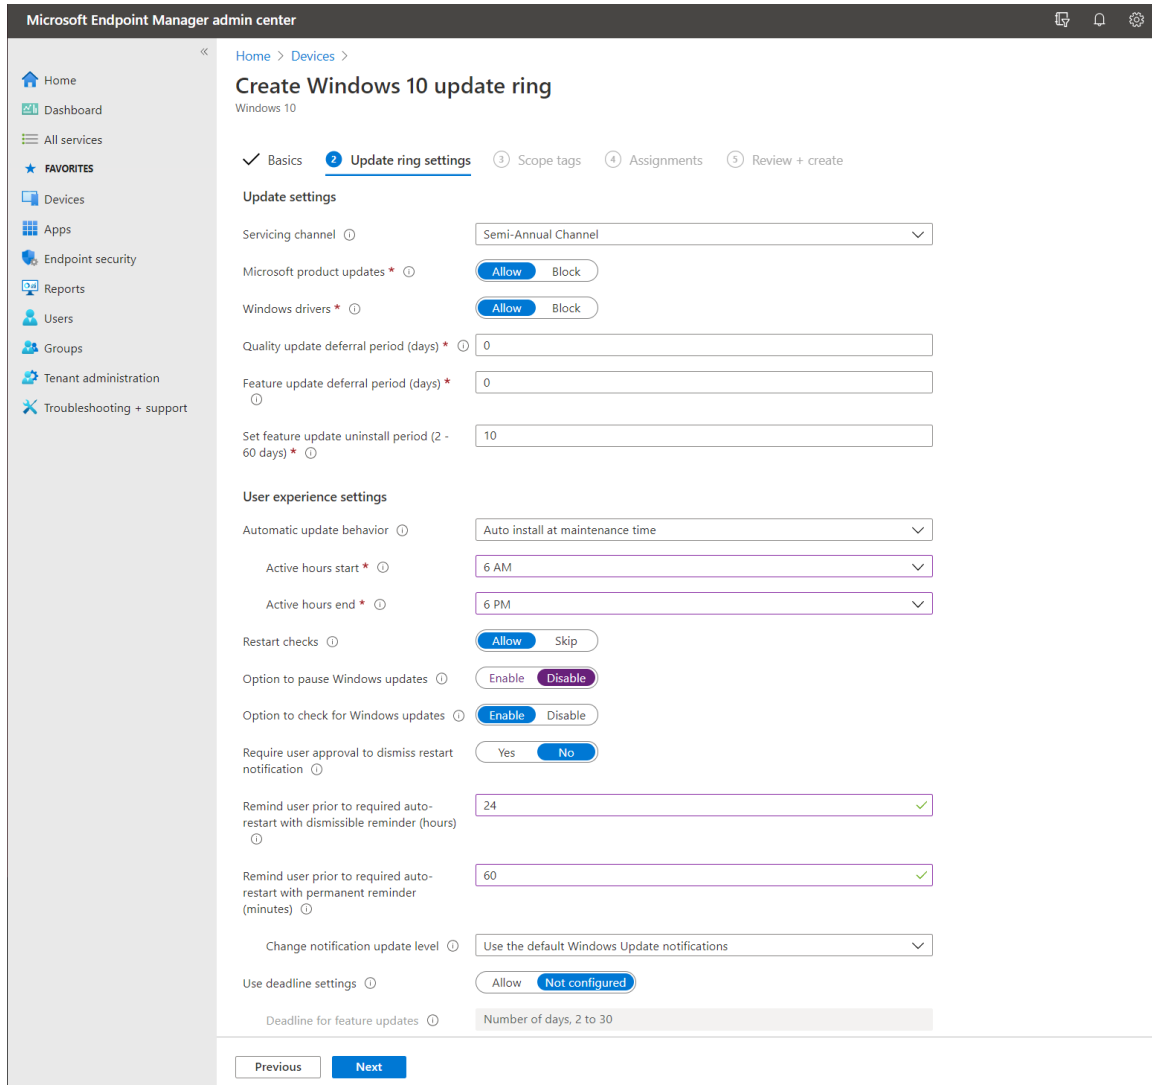 Microsoft Endpoint Manager admin center
«
Home
Dashboard
All services
FAVORITES
Devices
Apps
Endpoint security
Reports
Users
Groups
Tenant administration
Troubleshooting + support
Home > Devices >
Create Windows 10 update ring
Windows 10
Basics 2 Update ring settings 3 Scope tags 4 Assignments 5 Review + create
Update settings
Servicing channel Semi-Annual Channel
Microsoft product updates * Allow Block
Windows drivers * Allow Block
Quality update deferral period (days) * 0
Feature update deferral period (days) * 0
Set feature update uninstall period (2 - 10
60 days) *
User experience settings
Automatic update behavior Auto install at maintenance time
Active hours start * 6 AM
Active hours end * 6 PM
Restart checks Allow Skip
Option to pause Windows updates Enable Disable
Option to check for Windows updates Enable Disable
Require user approval to dismiss restart Yes No
notification
Remind user prior to required auto- 24
restart with dismissible reminder (hours)
Remind user prior to required auto- 60
restart with permanent reminder
(minutes)
Change notification update level Use the default Windows Update notifications
Use deadline settings Allow Not configured
Deadline for feature updates Number of days, 2 to 30
Previous Next